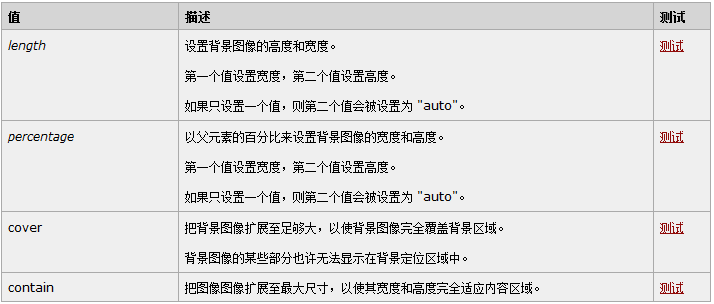 值 描述 测试
length 设置背景图像的高度和宽度。 测试
第一个值设置宽度，第二个值设置高度。
如果只设置一个值，则第二个值会被设置为 "auto"。
percentage 以父元素的百分比来设置背景图像的宽度和高度。 测试
第一个值设置宽度，第二个值设置高度。
如果只设置一个值，则第二个值会被设置为 "auto"。
cover 把背景图像扩展至足够大，以使背景图像完全覆盖背景区域。 测试
背景图像的某些部分也许无法显示在背景定位区域中。
contain 把图像图像扩展至最大尺寸，以使其宽度和高度完全适应内容区域。 测试